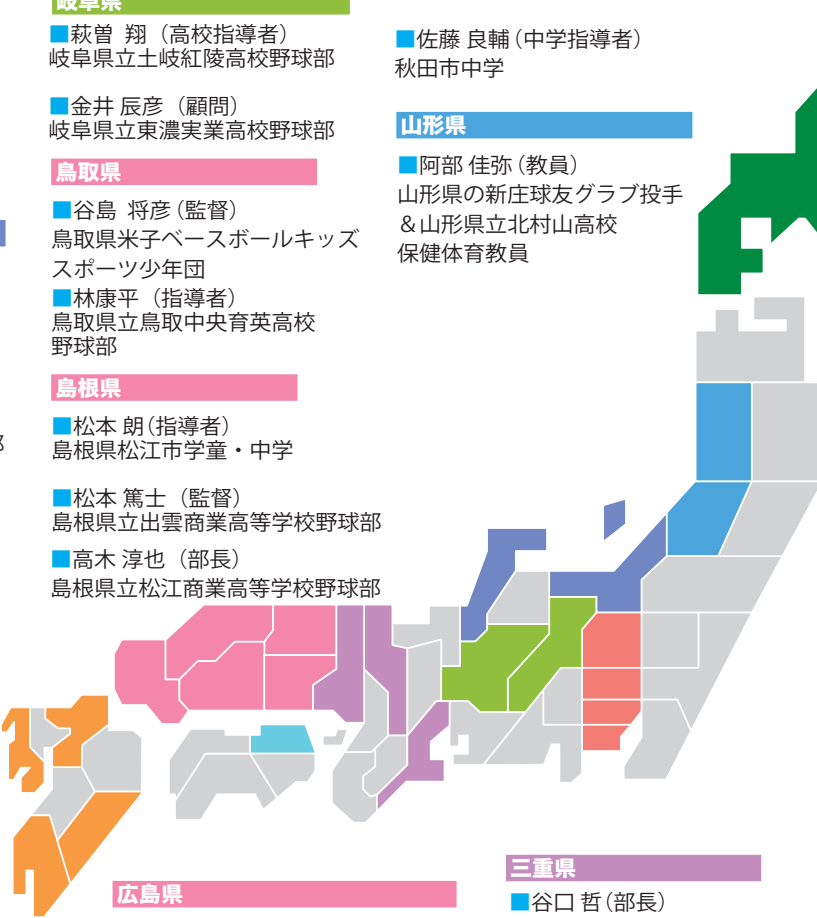 岐阜県
■萩曽 翔（高校指導者）
岐阜県立土岐紅陵高校野球部
■金井 辰彦（顧問）
岐阜県立東濃実業高校野球部
鳥取県
■谷島 将彦（監督）
鳥取県米子ベースボールキッズ
スポーツ少年団
■林康平（指導者）
鳥取県立鳥取中央育英高校
野球部
島根県
■松本 朗（指導者）
島根県松江市学童・中学
■松本 篤士（監督）
島根県立出雲商業高等学校野球部
■高木 淳也（部長）
島根県立松江商業高等学校野球部
広島県
■佐藤 良輔（中学指導者）
秋田市中学
山形県
■阿部 佳弥（教員）
山形県の新庄球友グラブ投手
＆山形県立北村山高校
保健体育教員
三重県
■谷口 哲（部長）